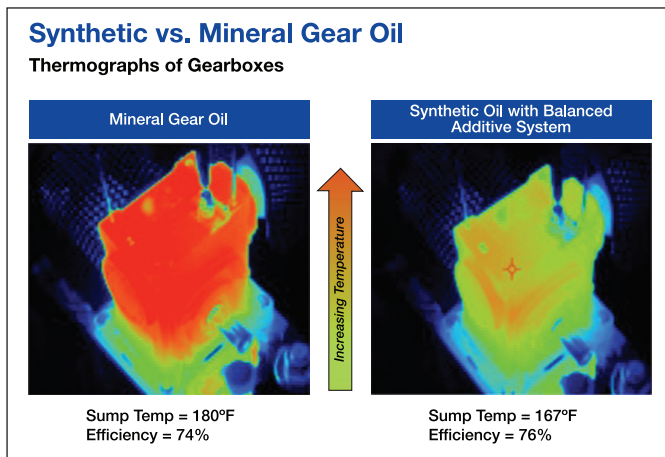 Synthetic vs. Mineral Gear Oil
Thermographs of Gearboxes
Mineral Gear Oil
Synthetic Oil with Balanced
Additive System
Increasing Temperature
Sump Temp = 180ºF
Efficiency = 74%
Sump Temp = 167ºF
Efficiency = 76%